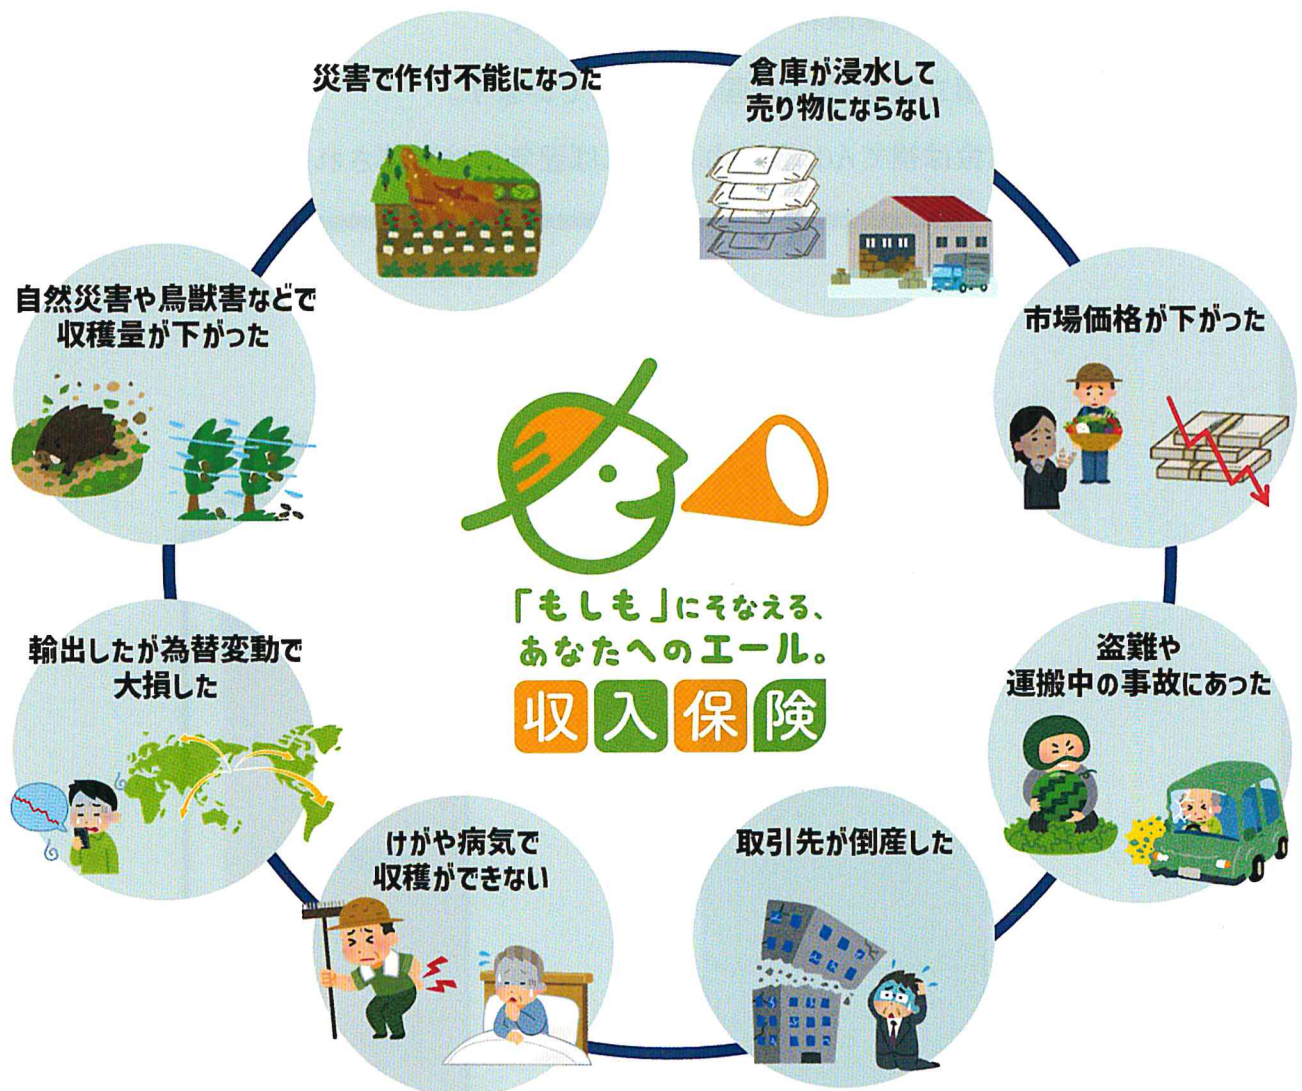 災害で作付不能になった
倉庫が浸水して
売り物にならない
市場価格が下がった
盗難や
運搬中の事故にあった
取引先が倒産した
けがや病気で
収穫ができない
輸出したが為替変動で
大損した
自然災害や鳥獣害などで
収穫量が下がった
「もしも」にそなえる、
あなたへのエール。
収入保険